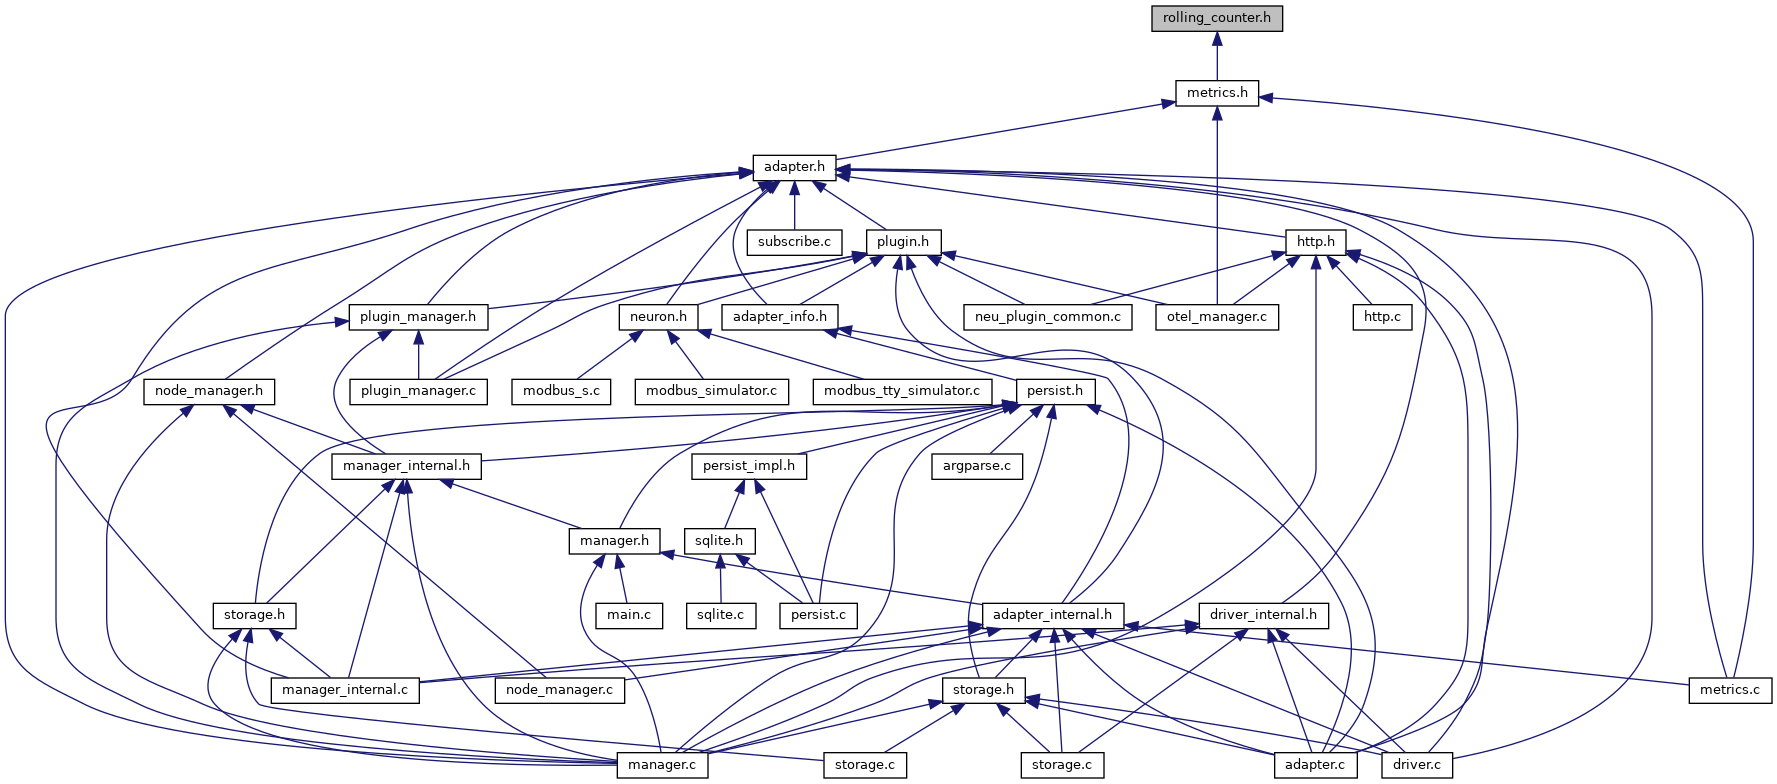 rolling_counter.h
metrics.h
adapter.h
subscribe.c
plugin.h
http.h
plugin_manager.h
neuron.h
adapter_info.h
neu_plugin_common.c
otel_manager.c
http.c
node_manager.h
plugin_manager.c
modbus_s.c
modbus_simulator.c
modbus_tty_simulator.c
persist.h
manager_internal.h
persist_impl.h
argparse.c
manager.h
sqlite.h
storage.h
main.c
sqlite.c
persist.c
adapter_internal.h
driver_internal.h
manager_internal.c
node_manager.c
storage.h
metrics.c
manager.c
storage.c
storage.c
adapter.c
driver.c